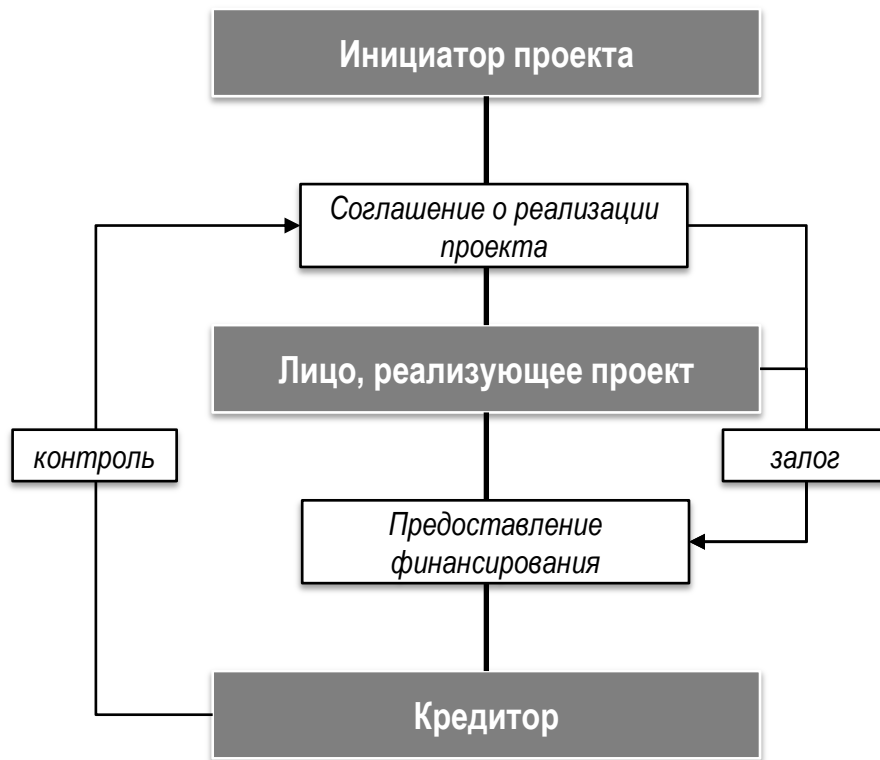 Инициатор проекта
Соглашение о реализации
проекта
Лицо, реализующее проект
контроль
залог
Предоставление
финансирования
Кредитор